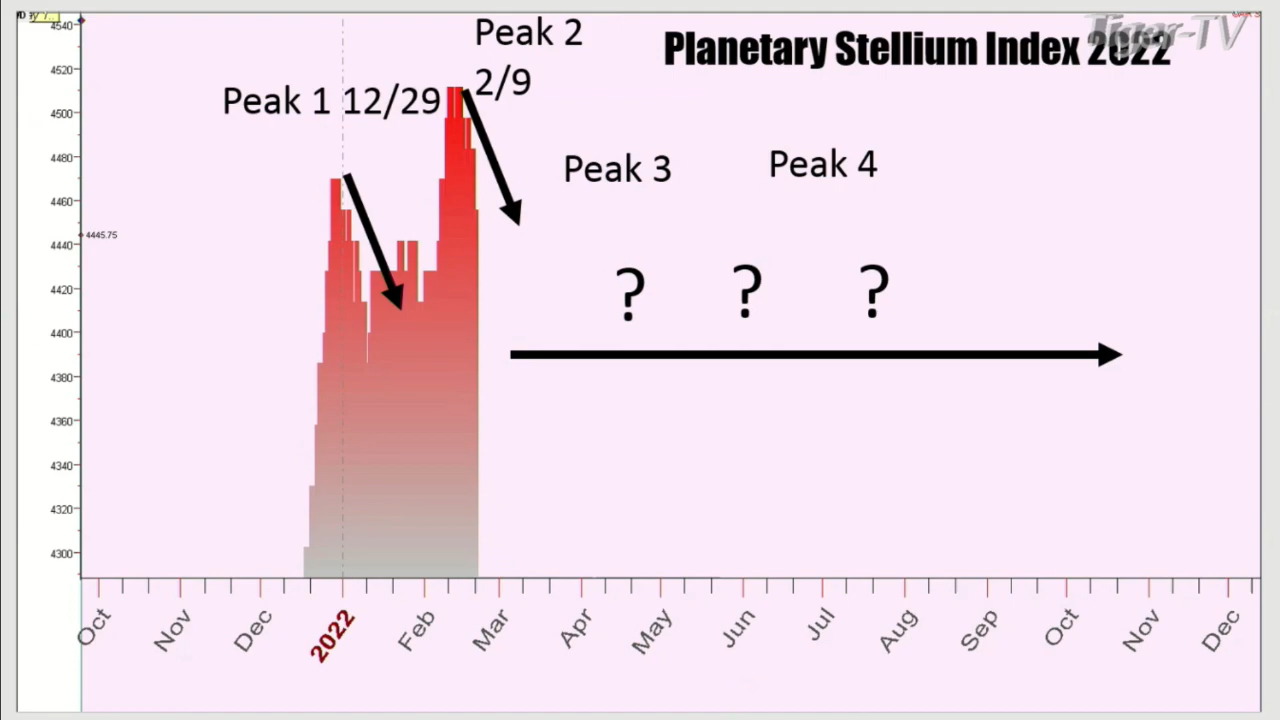 Planetary Stellium Index 2022
Tiger-TV
Peak 2
2/9
Peak 1 12/29
Peak 3
Peak 4
? ? ?
4540
4520
4500
4480
4460
4445.75
4440
4420
4400
4380
4360
4340
4320
4300
Oct Nov Dec 2022 Feb Mar Apr May Jun Jul Aug Sep Oct Nov Dec